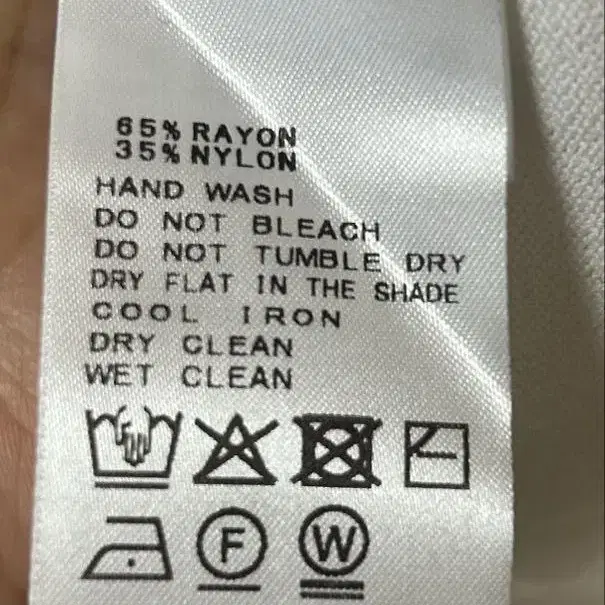 65% RAYON
35% NYLON
HAND WASH
DO NOT BLEACH
DO NOT TUMBLE DRY
DRY FLAT IN THE SHADE
COOL IRON
DRY CLEAN
WET CLEAN
F W